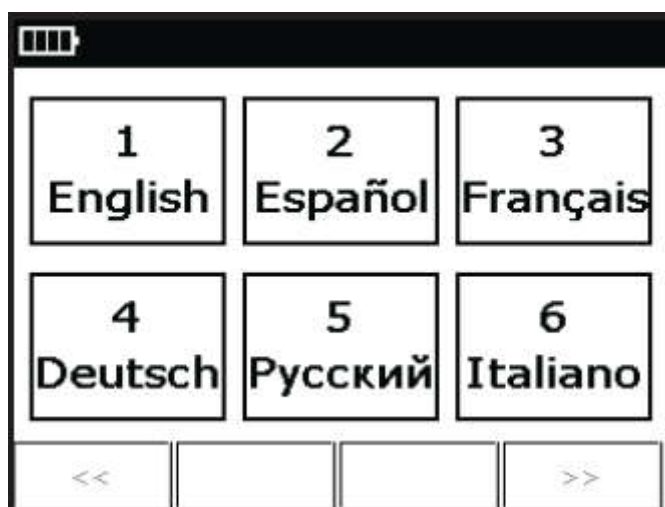 1
English
2
Español
3
Français
4
Deutsch
5
Русский
6
Italiano
<<
>>